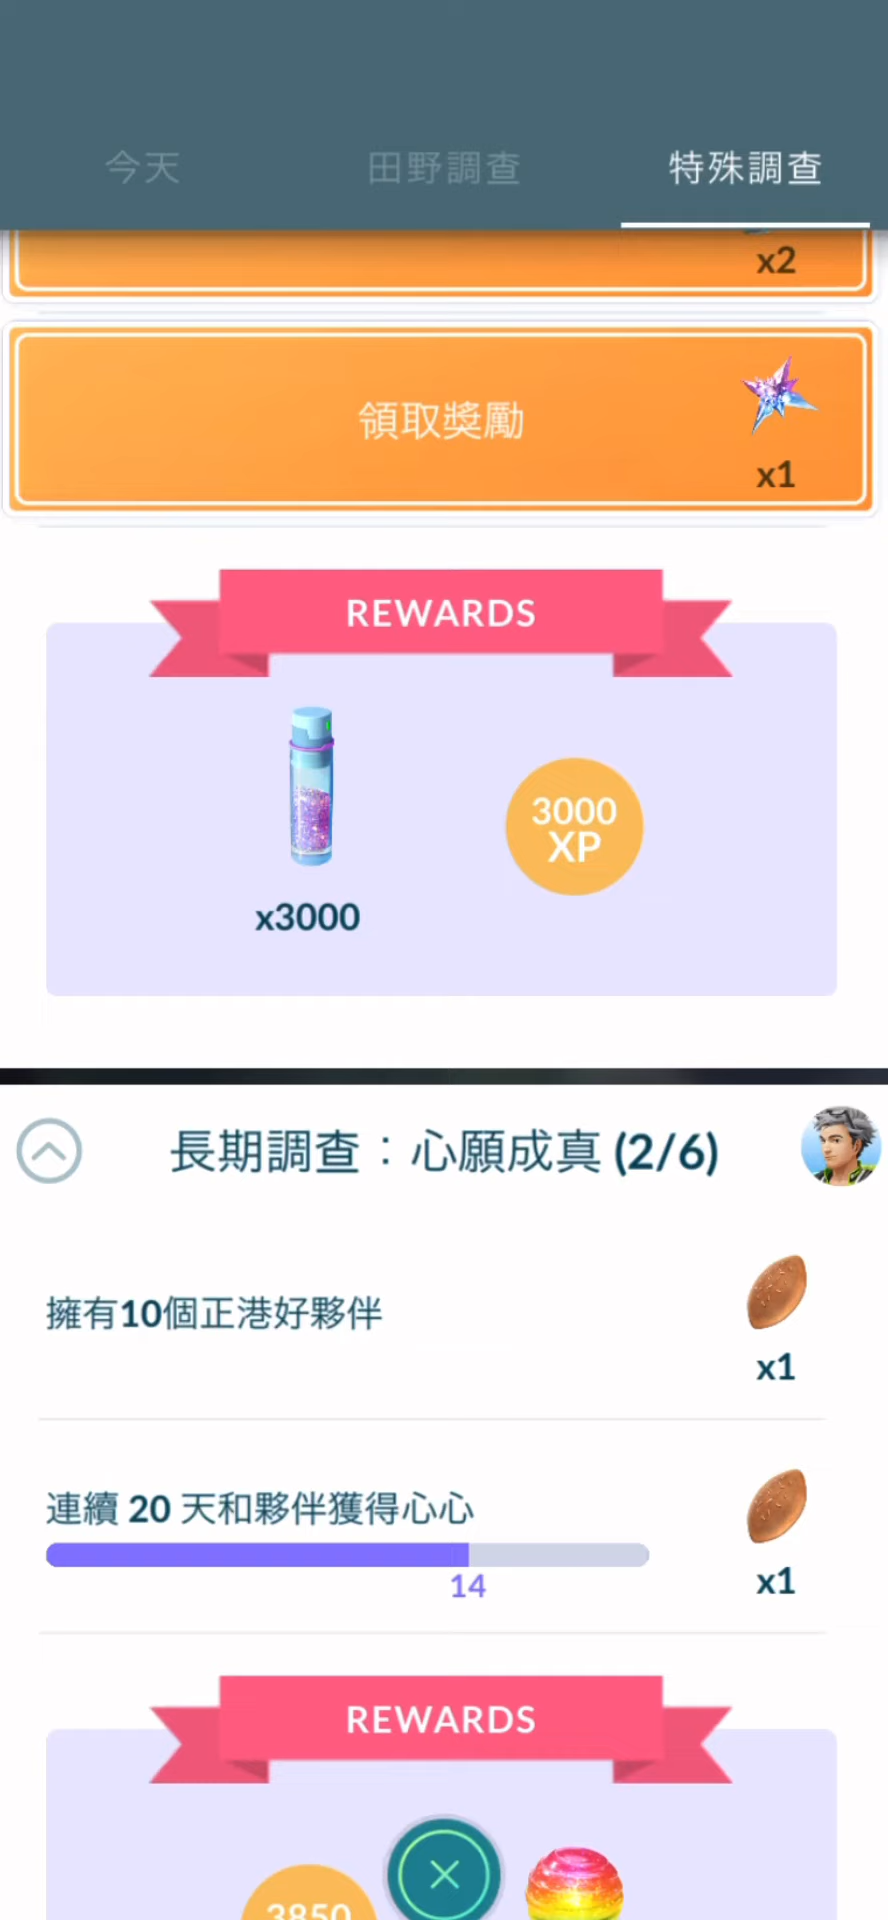 今天
田野調查
特殊調查
x2
領取獎勵
x1
REWARDS
x3000
3000
XP
長期調查：心願成真 (2/6)
擁有10個正港好夥伴
x1
連續 20 天和夥伴獲得心心
14
x1
REWARDS
3850